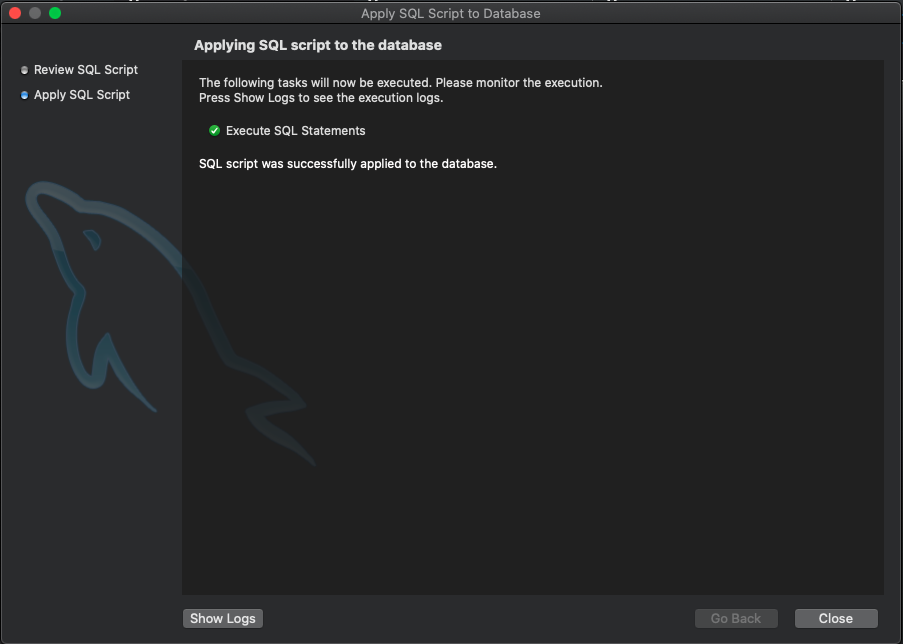 Apply SQL Script to Database
Applying SQL script to the database
Review SQL Script
Apply SQL Script
The following tasks will now be executed. Please monitor the execution.
Press Show Logs to see the execution logs.
Execute SQL Statements
SQL script was successfully applied to the database.
Show Logs
Go Back
Close